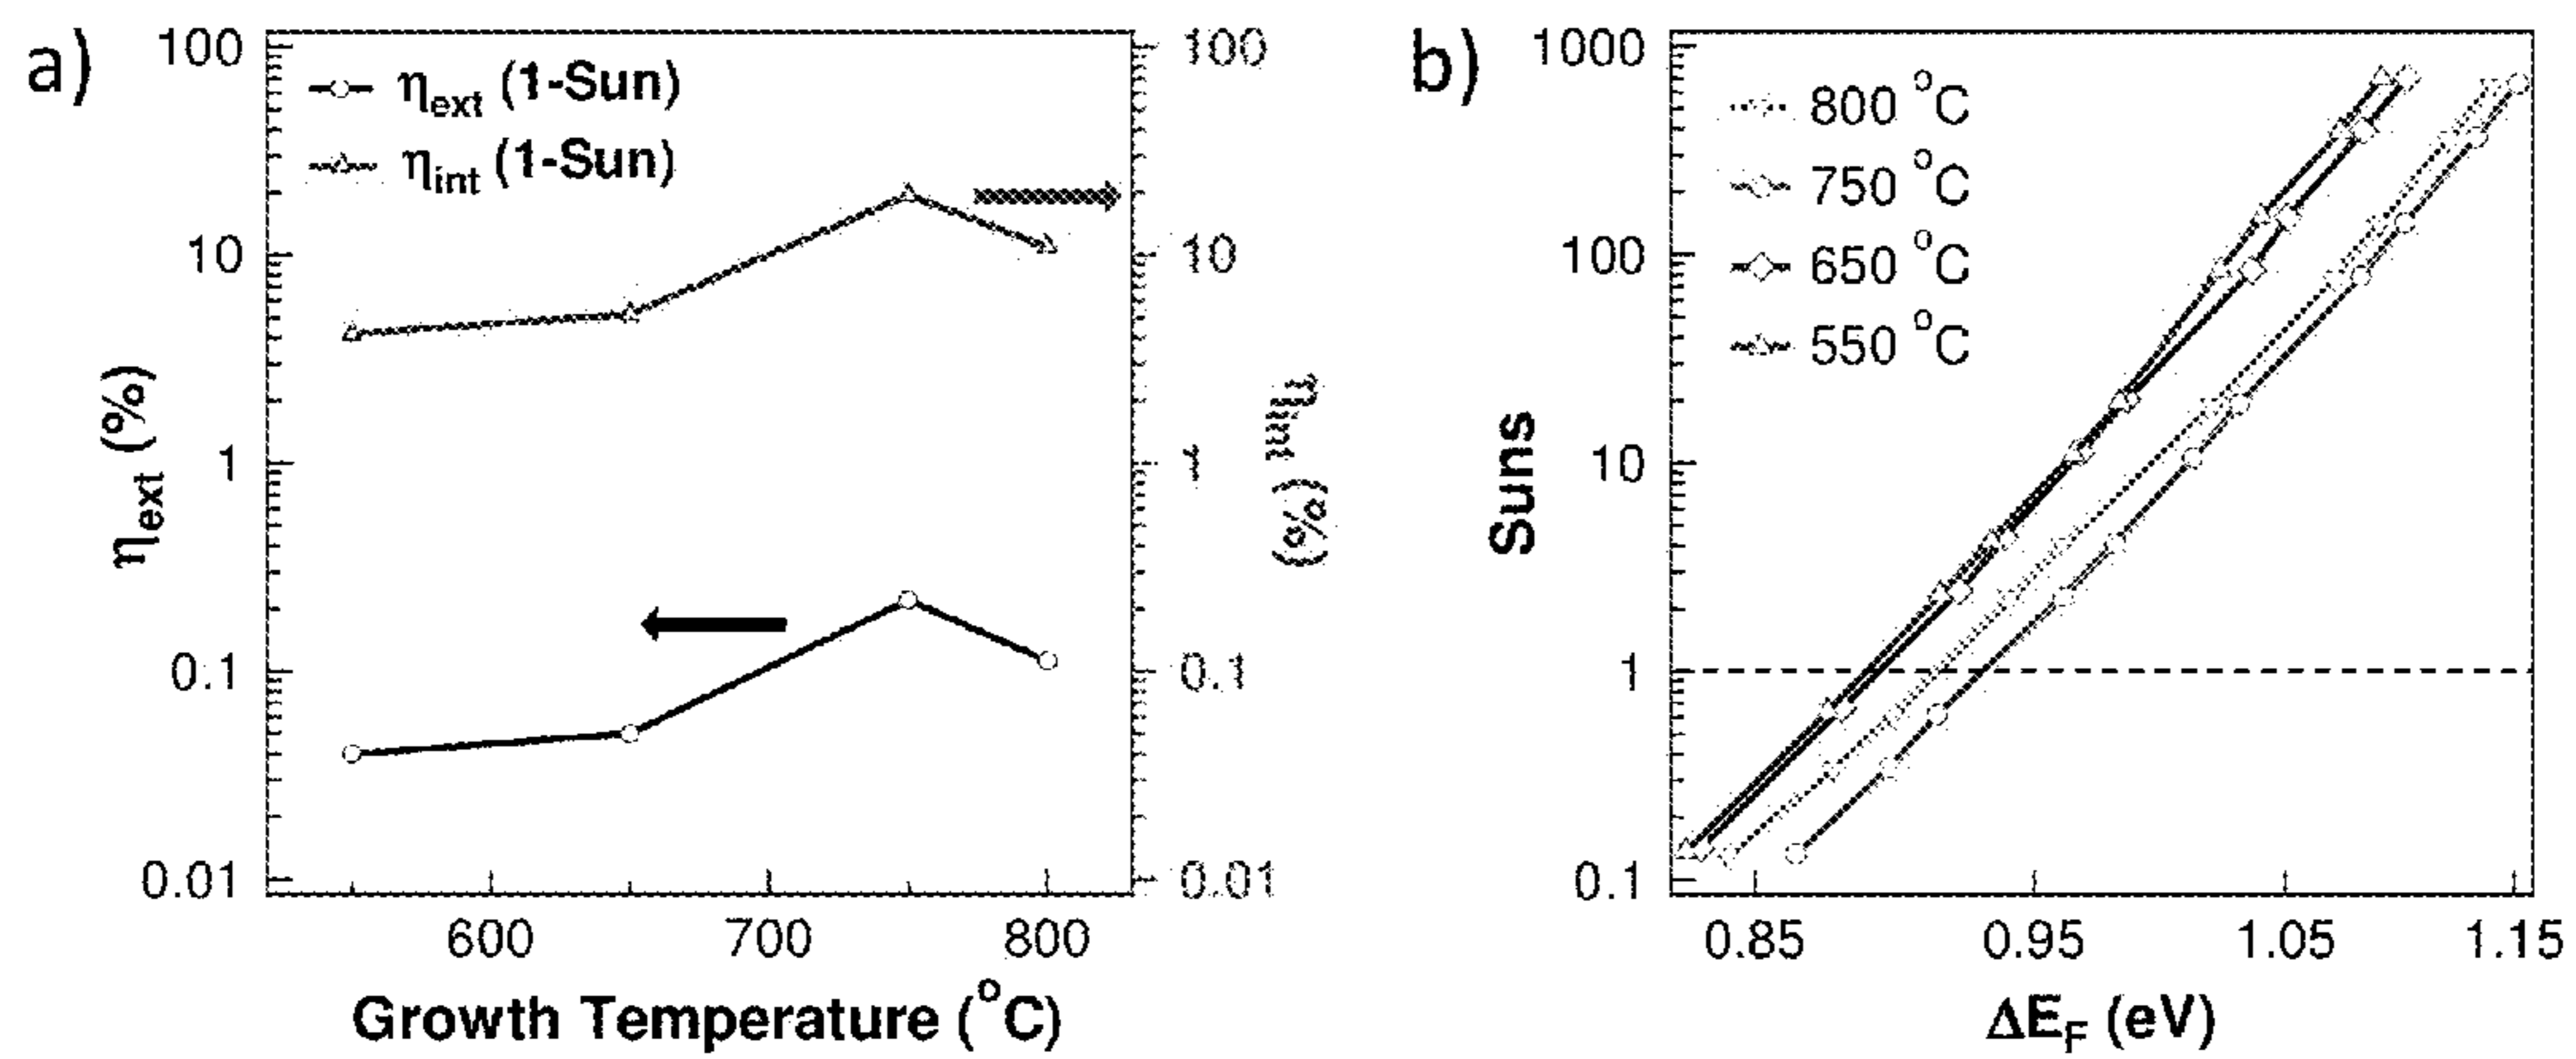 a)
100
10
1
0.1
0.01
ηext (%)
ηext (1-Sun)
ηint (1-Sun)
100
10
1
0.1
0.01
ηint (%)
600 700 800
Growth Temperature (°C)
b)
1000
100
10
1
0.1
Suns
800 °C
750 °C
650 °C
550 °C
0.85 0.95 1.05 1.15
ΔEF (eV)